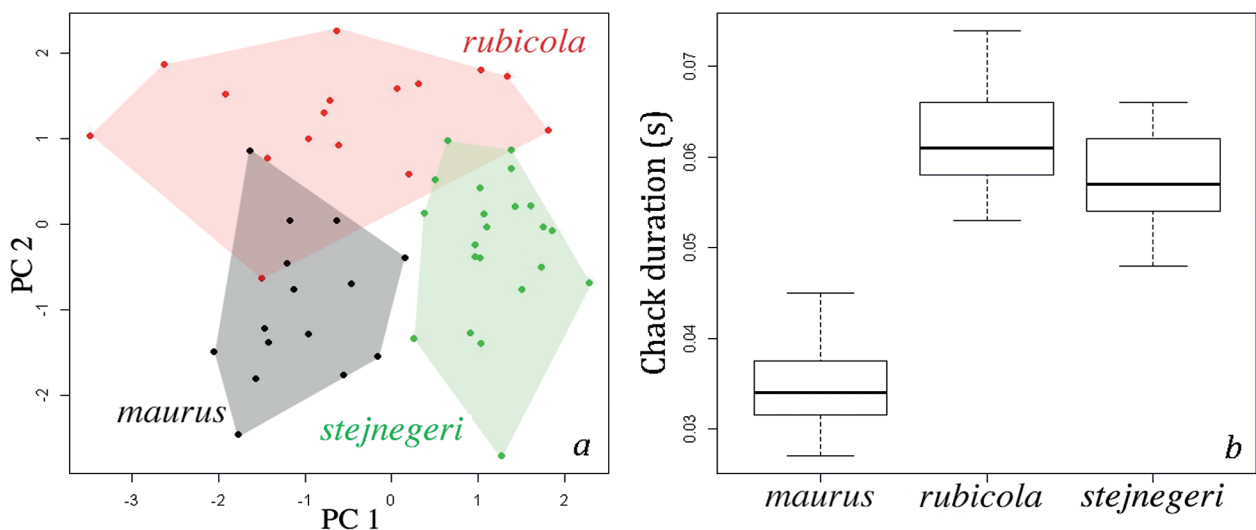 rubicola
maurus
stejnegeri
a
PC 2
2
1
0
-1
-2
-3 -2 -1 0 1 2
PC 1
Chack duration (s)
0.07
0.06
0.05
0.04
0.03
b
maurus rubicola stejnegeri